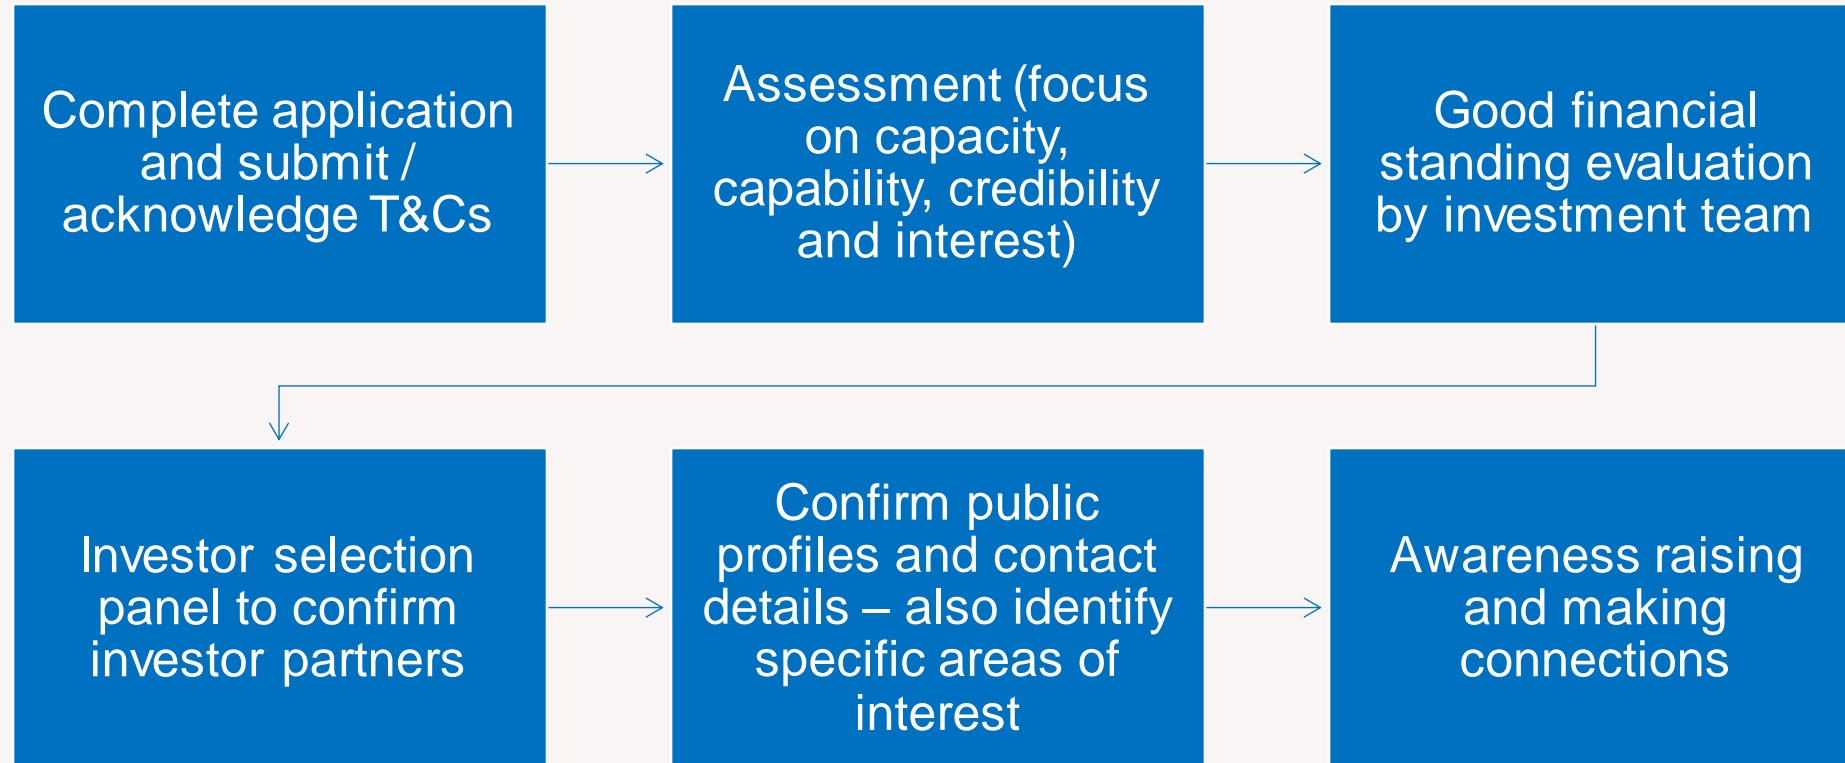 Complete application
and submit /
acknowledge T&Cs
Assessment (focus
on capacity,
capability, credibility
and interest)
Good financial
standing evaluation
by investment team
Investor selection
panel to confirm
investor partners
Confirm public
profiles and contact
details – also identify
specific areas of
interest
Awareness raising
and making
connections